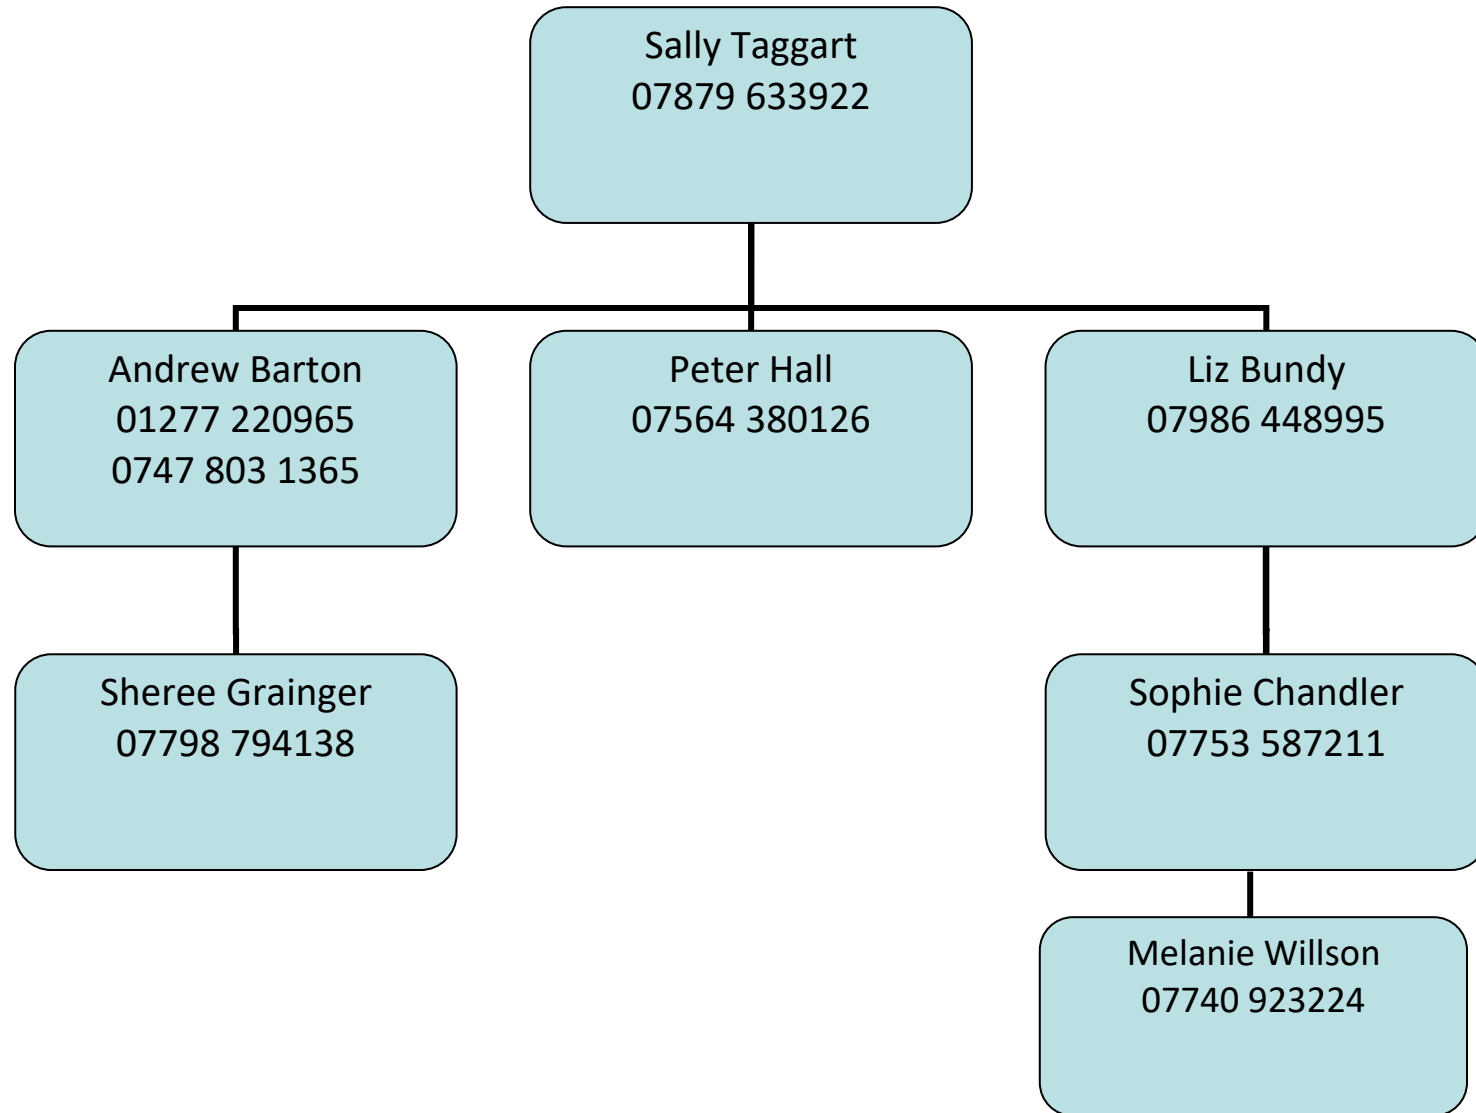 Sally Taggart
07879 633922
Andrew Barton
01277 220965
0747 803 1365
Peter Hall
07564 380126
Liz Bundy
07986 448995
Sheree Grainger
07798 794138
Sophie Chandler
07753 587211
Melanie Willson
07740 923224